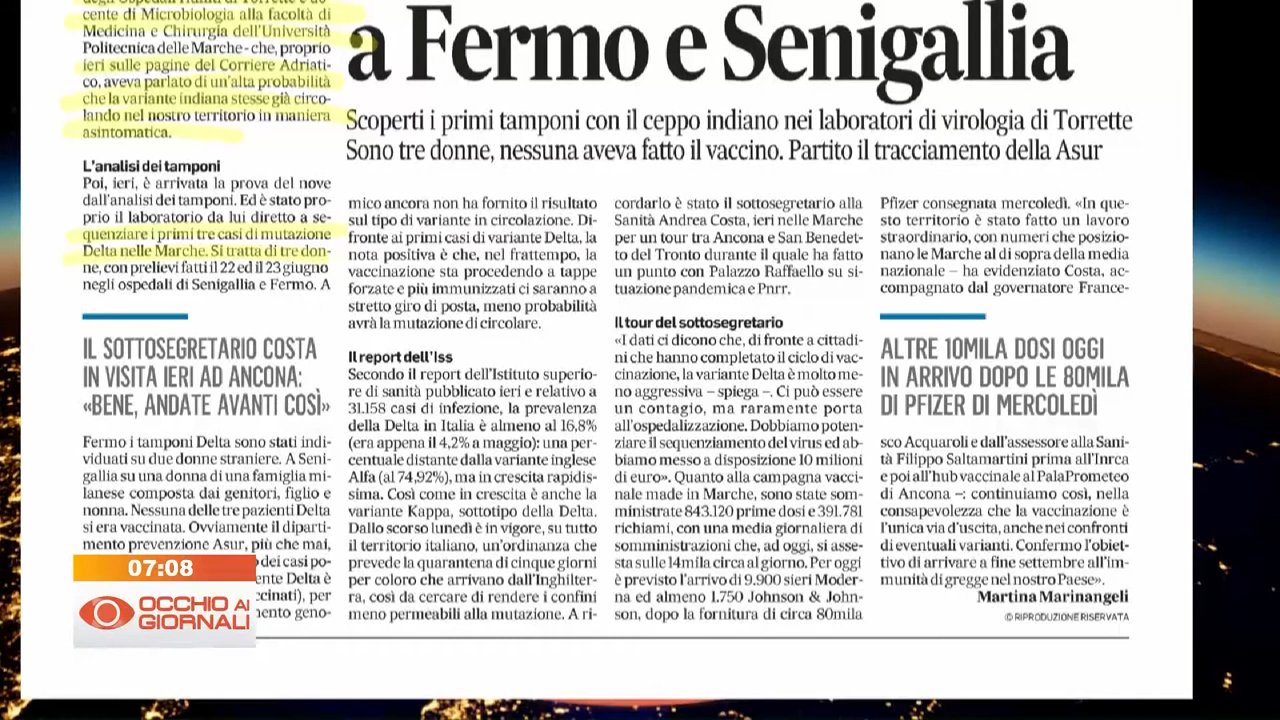 cente di Microbiologia alla facoltà di
Medicina e Chirurgia dell'Università
Politecnica delle Marche - che, proprio
ieri sulle pagine del Corriere Adriati-
co, aveva parlato di un'alta probabilità
che la variante indiana stesse già circo-
lando nel nostro territorio in maniera
asintomatica.
L'analisi dei tamponi
Poi, ieri, è arrivata la prova del nove
dall'analisi dei tamponi. Ed è stato pro-
prio il laboratorio da lui diretto a se-
quenziare i primi tre casi di mutazione
Delta nelle Marche. Si tratta di tre don-
ne, con prelievi fatti il 22 ed il 23 giugno
negli ospedali di Senigallia e Fermo. A
IL SOTTOSEGRETARIO COSTA
IN VISITA IERI AD ANCONA:
«BENE, ANDATE AVANTI COSÌ»
Fermo i tamponi Delta sono stati indi-
viduati su due donne straniere. A Seni-
gallia su una donna di una famiglia mi-
lanese composta dai genitori, figlio e
nonna. Nessuna delle tre pazienti Delta
si era vaccinata. Ovviamente il diparti-
mento prevenzione Asur, più che mai,
dei casi po-
ente Delta è
ccinati), per
mento geno-
a Fermo e Senigallia
Scoperti i primi tamponi con il ceppo indiano nei laboratori di virologia di Torrette
Sono tre donne, nessuna aveva fatto il vaccino. Partito il tracciamento della Asur
mico ancora non ha fornito il risultato
sul tipo di variante in circolazione. Di-
fronte ai primi casi di variante Delta, la
nota positiva è che, nel frattempo, la
vaccinazione sta procedendo a tappe
forzate e più immunizzati ci saranno a
stretto giro di posta, meno probabilità
avrà la mutazione di circolare.
Il report dell'Iss
Secondo il report dell'Istituto superio-
re di sanità pubblicato ieri e relativo a
31.158 casi di infezione, la prevalenza
della Delta in Italia è almeno al 16,8%
(era appena il 4,2% a maggio): una per-
centuale distante dalla variante inglese
Alfa (al 74,92%), ma in crescita rapidis-
sima. Così come in crescita è anche la
variante Kappa, sottotipo della Delta.
Dallo scorso lunedì è in vigore, su tutto
il territorio italiano, un'ordinanza che
prevede la quarantena di cinque giorni
per coloro che arrivano dall'Inghilter-
ra, così da cercare di rendere i confini
meno permeabili alla mutazione. A ri-
cordarlo è stato il sottosegretario alla
Sanità Andrea Costa, ieri nelle Marche
per un tour tra Ancona e San Benedet-
to del Tronto durante il quale ha fatto
un punto con Palazzo Raffaello su si-
tuazione pandemica e Pnrr.
Il tour del sottosegretario
«I dati ci dicono che, di fronte a cittadi-
ni che hanno completato il ciclo di vac-
cinazione, la variante Delta è molto me-
no aggressiva – spiega –. Ci può essere
un contagio, ma raramente porta
all'ospedalizzazione. Dobbiamo poten-
ziare il sequenziamento del virus ed ab-
biamo messo a disposizione 10 milioni
di euro». Quanto alla campagna vacci-
nale made in Marche, sono state som-
ministrate 843.120 prime dosi e 391.781
richiami, con una media giornaliera di
somministrazioni che, ad oggi, si asse-
sta sulle 14mila circa al giorno. Per oggi
è previsto l'arrivo di 9.900 sieri Moder-
na ed almeno 1.750 Johnson & John-
son, dopo la fornitura di circa 80mila
Pfizer consegnata mercoledì. «In que-
sto territorio è stato fatto un lavoro
straordinario, con numeri che posizio-
nano le Marche al di sopra della media
nazionale – ha evidenziato Costa, ac-
compagnato dal governatore France-
ALTRE 10MILA DOSI OGGI
IN ARRIVO DOPO LE 80MILA
DI PFIZER DI MERCOLEDÌ
sco Acquaroli e dall'assessore alla Sani-
tà Filippo Saltamartini prima all'Inrca
e poi all'hub vaccinale al PalaPrometeo
di Ancona –: continuiamo così, nella
consapevolezza che la vaccinazione è
l'unica via d'uscita, anche nei confronti
di eventuali varianti. Confermo l'obiet-
tivo di arrivare a fine settembre all'im-
munità di gregge nel nostro Paese».
Martina Marinangeli
© RIPRODUZIONE RISERVATA
07:08
OCCHIO AI
GIORNALI